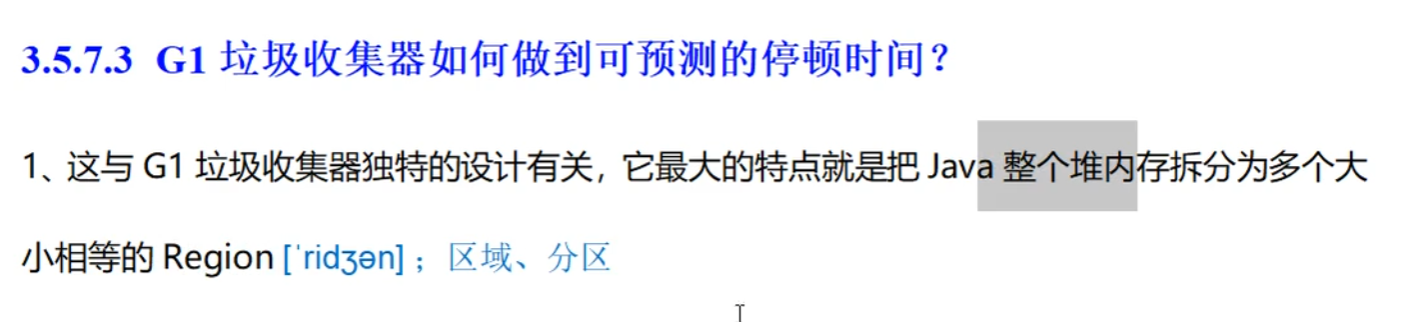 3.5.7.3 G1 垃圾收集器如何做到可预测的停顿时间？
1、这与 G1 垃圾收集器独特的设计有关，它最大的特点就是把 Java 整个堆内存拆分为多个大
小相等的 Region [ˈridʒən] ；区域、分区